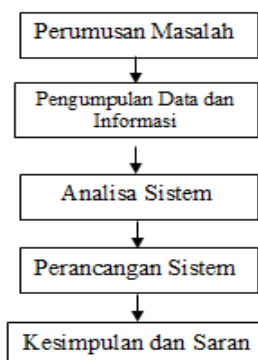 Perumusan Masalah
Pengumpulan Data dan
Informasi
Analisa Sistem
Perancangan Sistem
Kesimpulan dan Saran